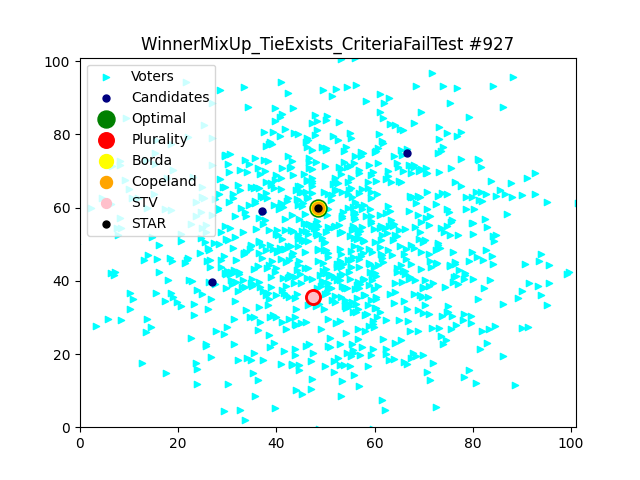 WinnerMixUp_TieExists_CriteriaFailTest #927
100
80
60
40
20
0
0 20 40 60 80 100
Voters
Candidates
Optimal
Plurality
Borda
Copeland
STV
STAR